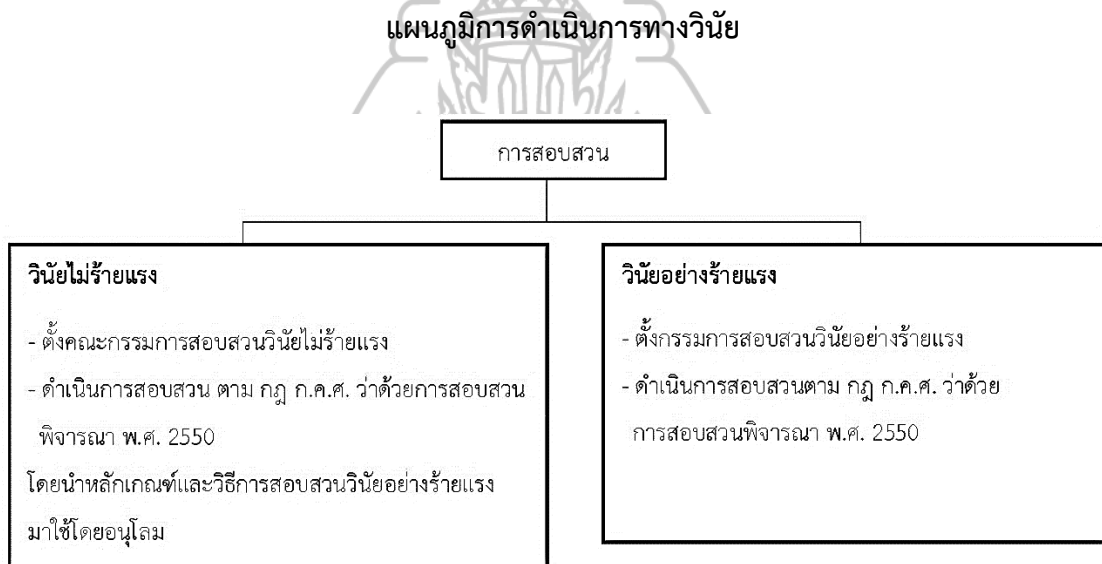 แผนภูมิการดำเนินการทางวินัย
การสอบสวน
วินัยไม่ร้ายแรง
- ตั้งคณะกรรมการสอบสวนวินัยไม่ร้ายแรง
- ดำเนินการสอบสวน ตาม กฎ ก.ค.ศ. ว่าด้วยการสอบสวน
พิจารณา พ.ศ. 2550
โดยนำหลักเกณฑ์และวิธีการสอบสวนวินัยอย่างร้ายแรง
มาใช้โดยอนุโลม
วินัยอย่างร้ายแรง
- ตั้งกรรมการสอบสวนวินัยอย่างร้ายแรง
- ดำเนินการสอบสวนตาม กฎ ก.ค.ศ. ว่าด้วย
การสอบสวนพิจารณา พ.ศ. 2550